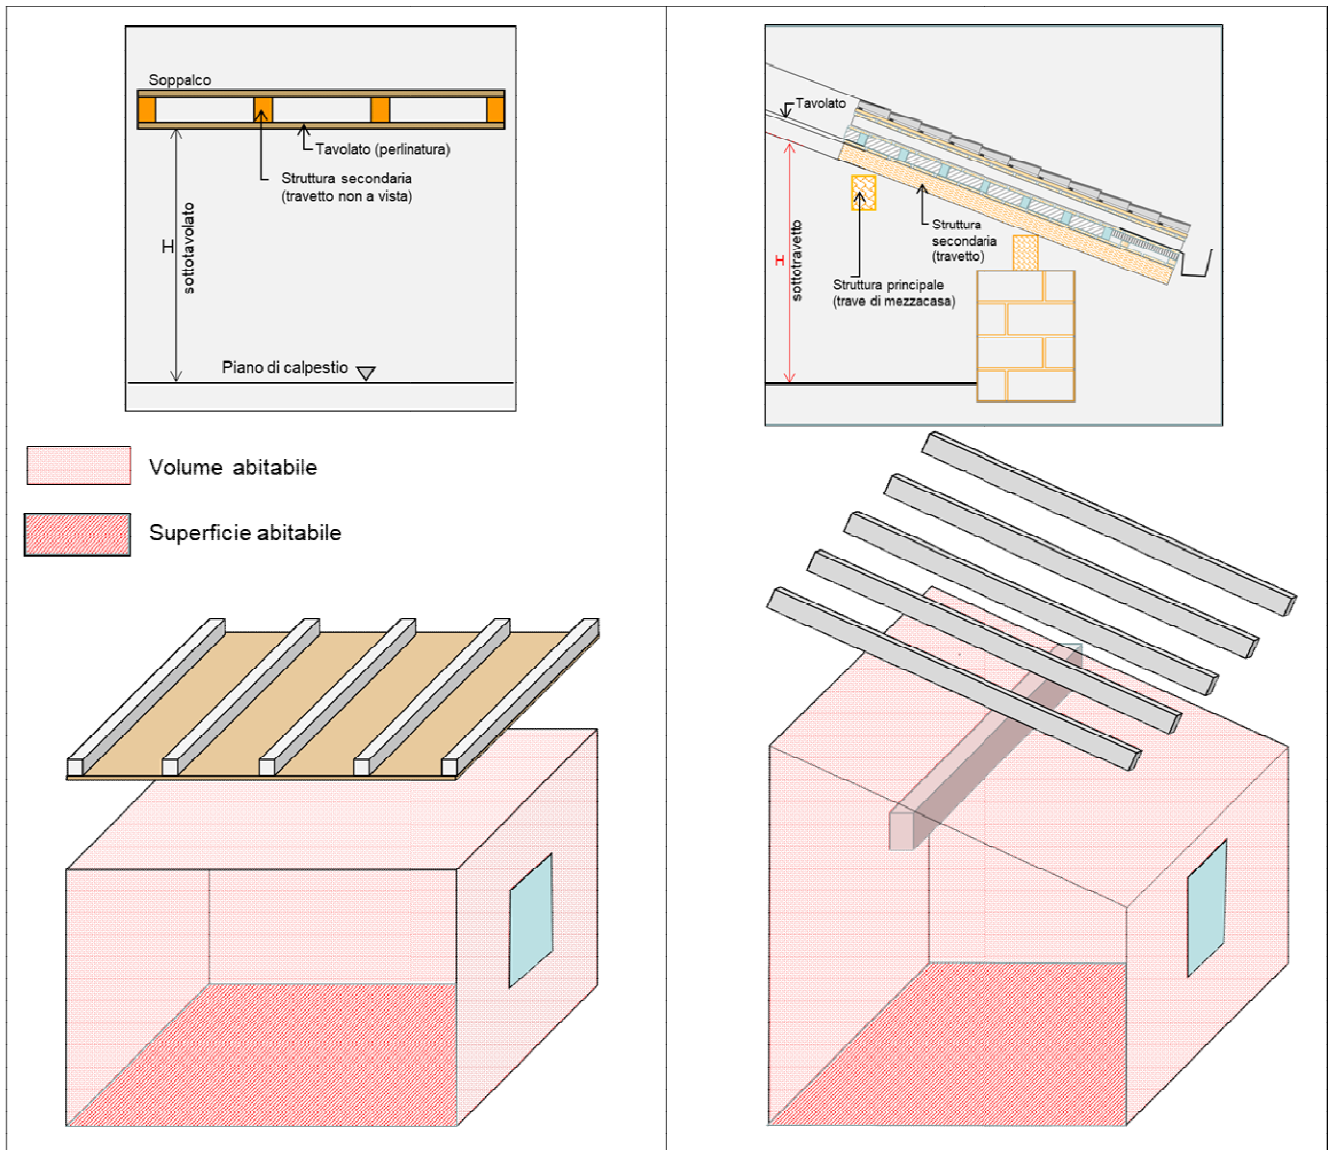 Soppalco
Tavolato (perlinatura)
Struttura secondaria
(travetto non a vista)
H
sottotavolato
Piano di calpestio
Tavolato
Struttura
secondaria
(travetto)
H
sottotravetto
Struttura principale
(trave di mezzacasa)
Volume abitabile
Superficie abitabile